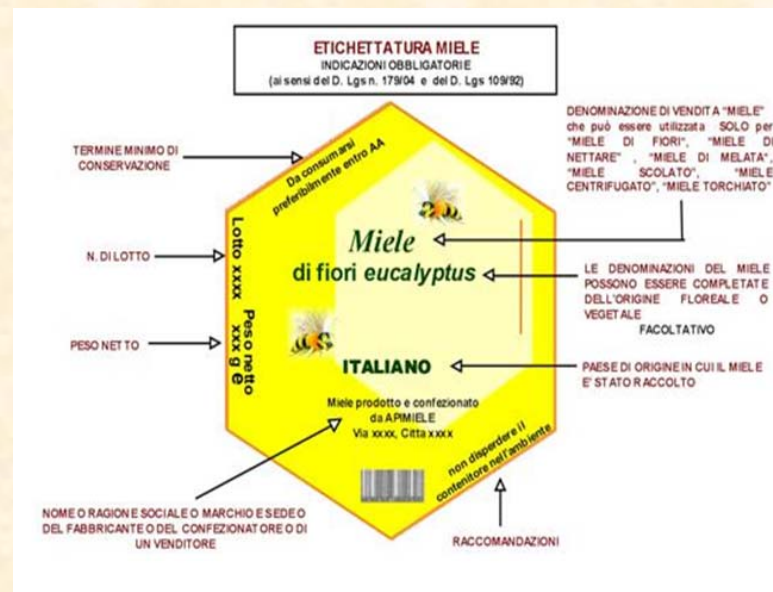 ETICHETTATURA MIELE
INDICAZIONI OBBLIGATORIE
(ai sensi del D. Lgs n. 179/04 e del D. Lgs 109/92)
DENOMINAZIONE DI VENDITA "MIELE"
che può essere utilizzata SOLO per
"MIELE DI FIORI", "MIELE DI
NETTARE" , "MIELE DI MELATA",
"MIELE SCOLATO", "MIELE
CENTRIFUGATO", "MIELE TORCHIATO"
TERMINE MINIMO DI
CONSERVAZIONE
Da consumarsi
preferibilmente entro AA
N. DI LOTTO
Lotto xxxx
PESO NETTO
Peso netto
xxx g e
Miele
di fiori eucalyptus
LE DENOMINAZIONI DEL MIELE
POSSONO ESSERE COMPLETATE
DELL'ORIGINE FLOREALE O
VEGETALE
FACOLTATIVO
ITALIANO
PAESE DI ORIGINE IN CUI IL MIELE
E' STATO RACCOLTO
Miele prodotto e confezionato
da APIMIELE
Via xxxx, Citta xxxx
non disperdere il
contenitore nell'ambiente
NOME O RAGIONE SOCIALE O MARCHIO E SEDE O
DEL FABBRICANTE O DEL CONFEZIONATORE O DI
UN VENDITORE
RACCOMANDAZIONI